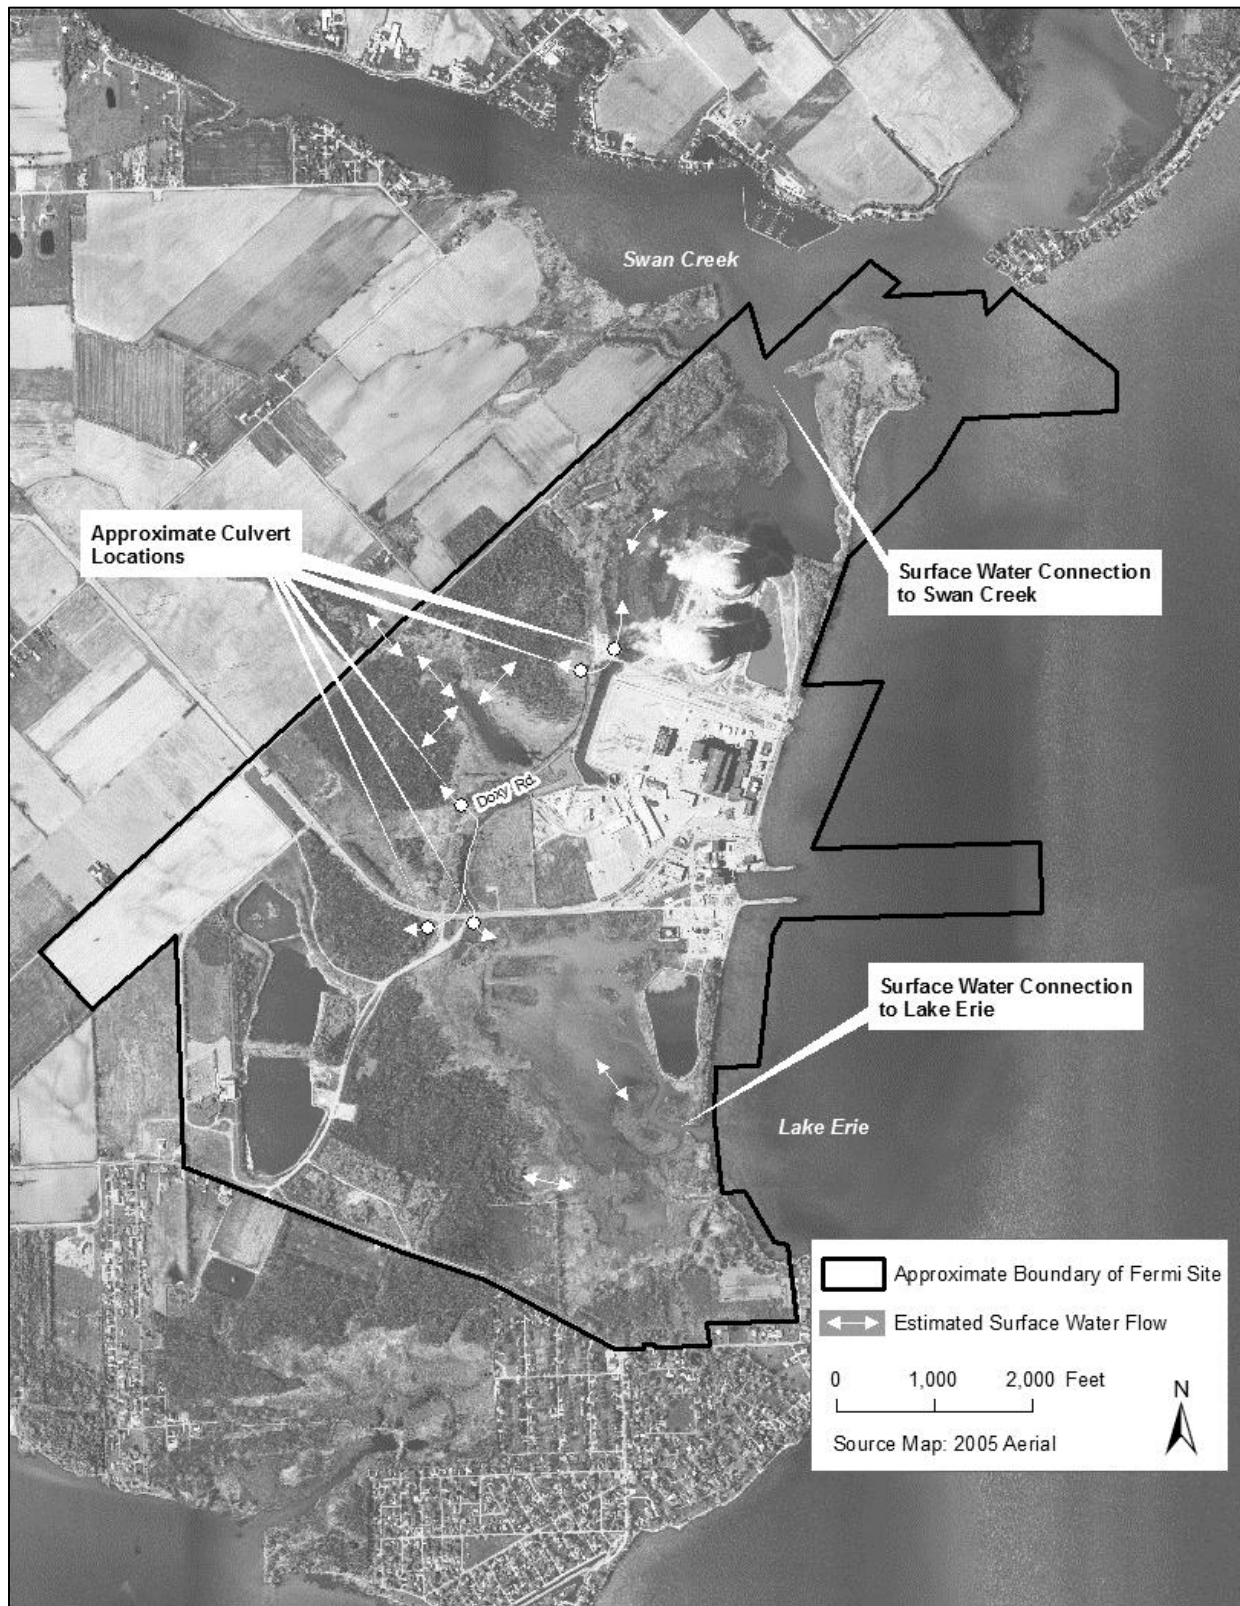 Swan Creek
Approximate Culvert
Locations
Surface Water Connection
to Swan Creek
Doxy Rd.
Surface Water Connection
to Lake Erie
Lake Erie
Approximate Boundary of Fermi Site
Estimated Surface Water Flow
0 1,000 2,000 Feet
N
Source Map: 2005 Aerial